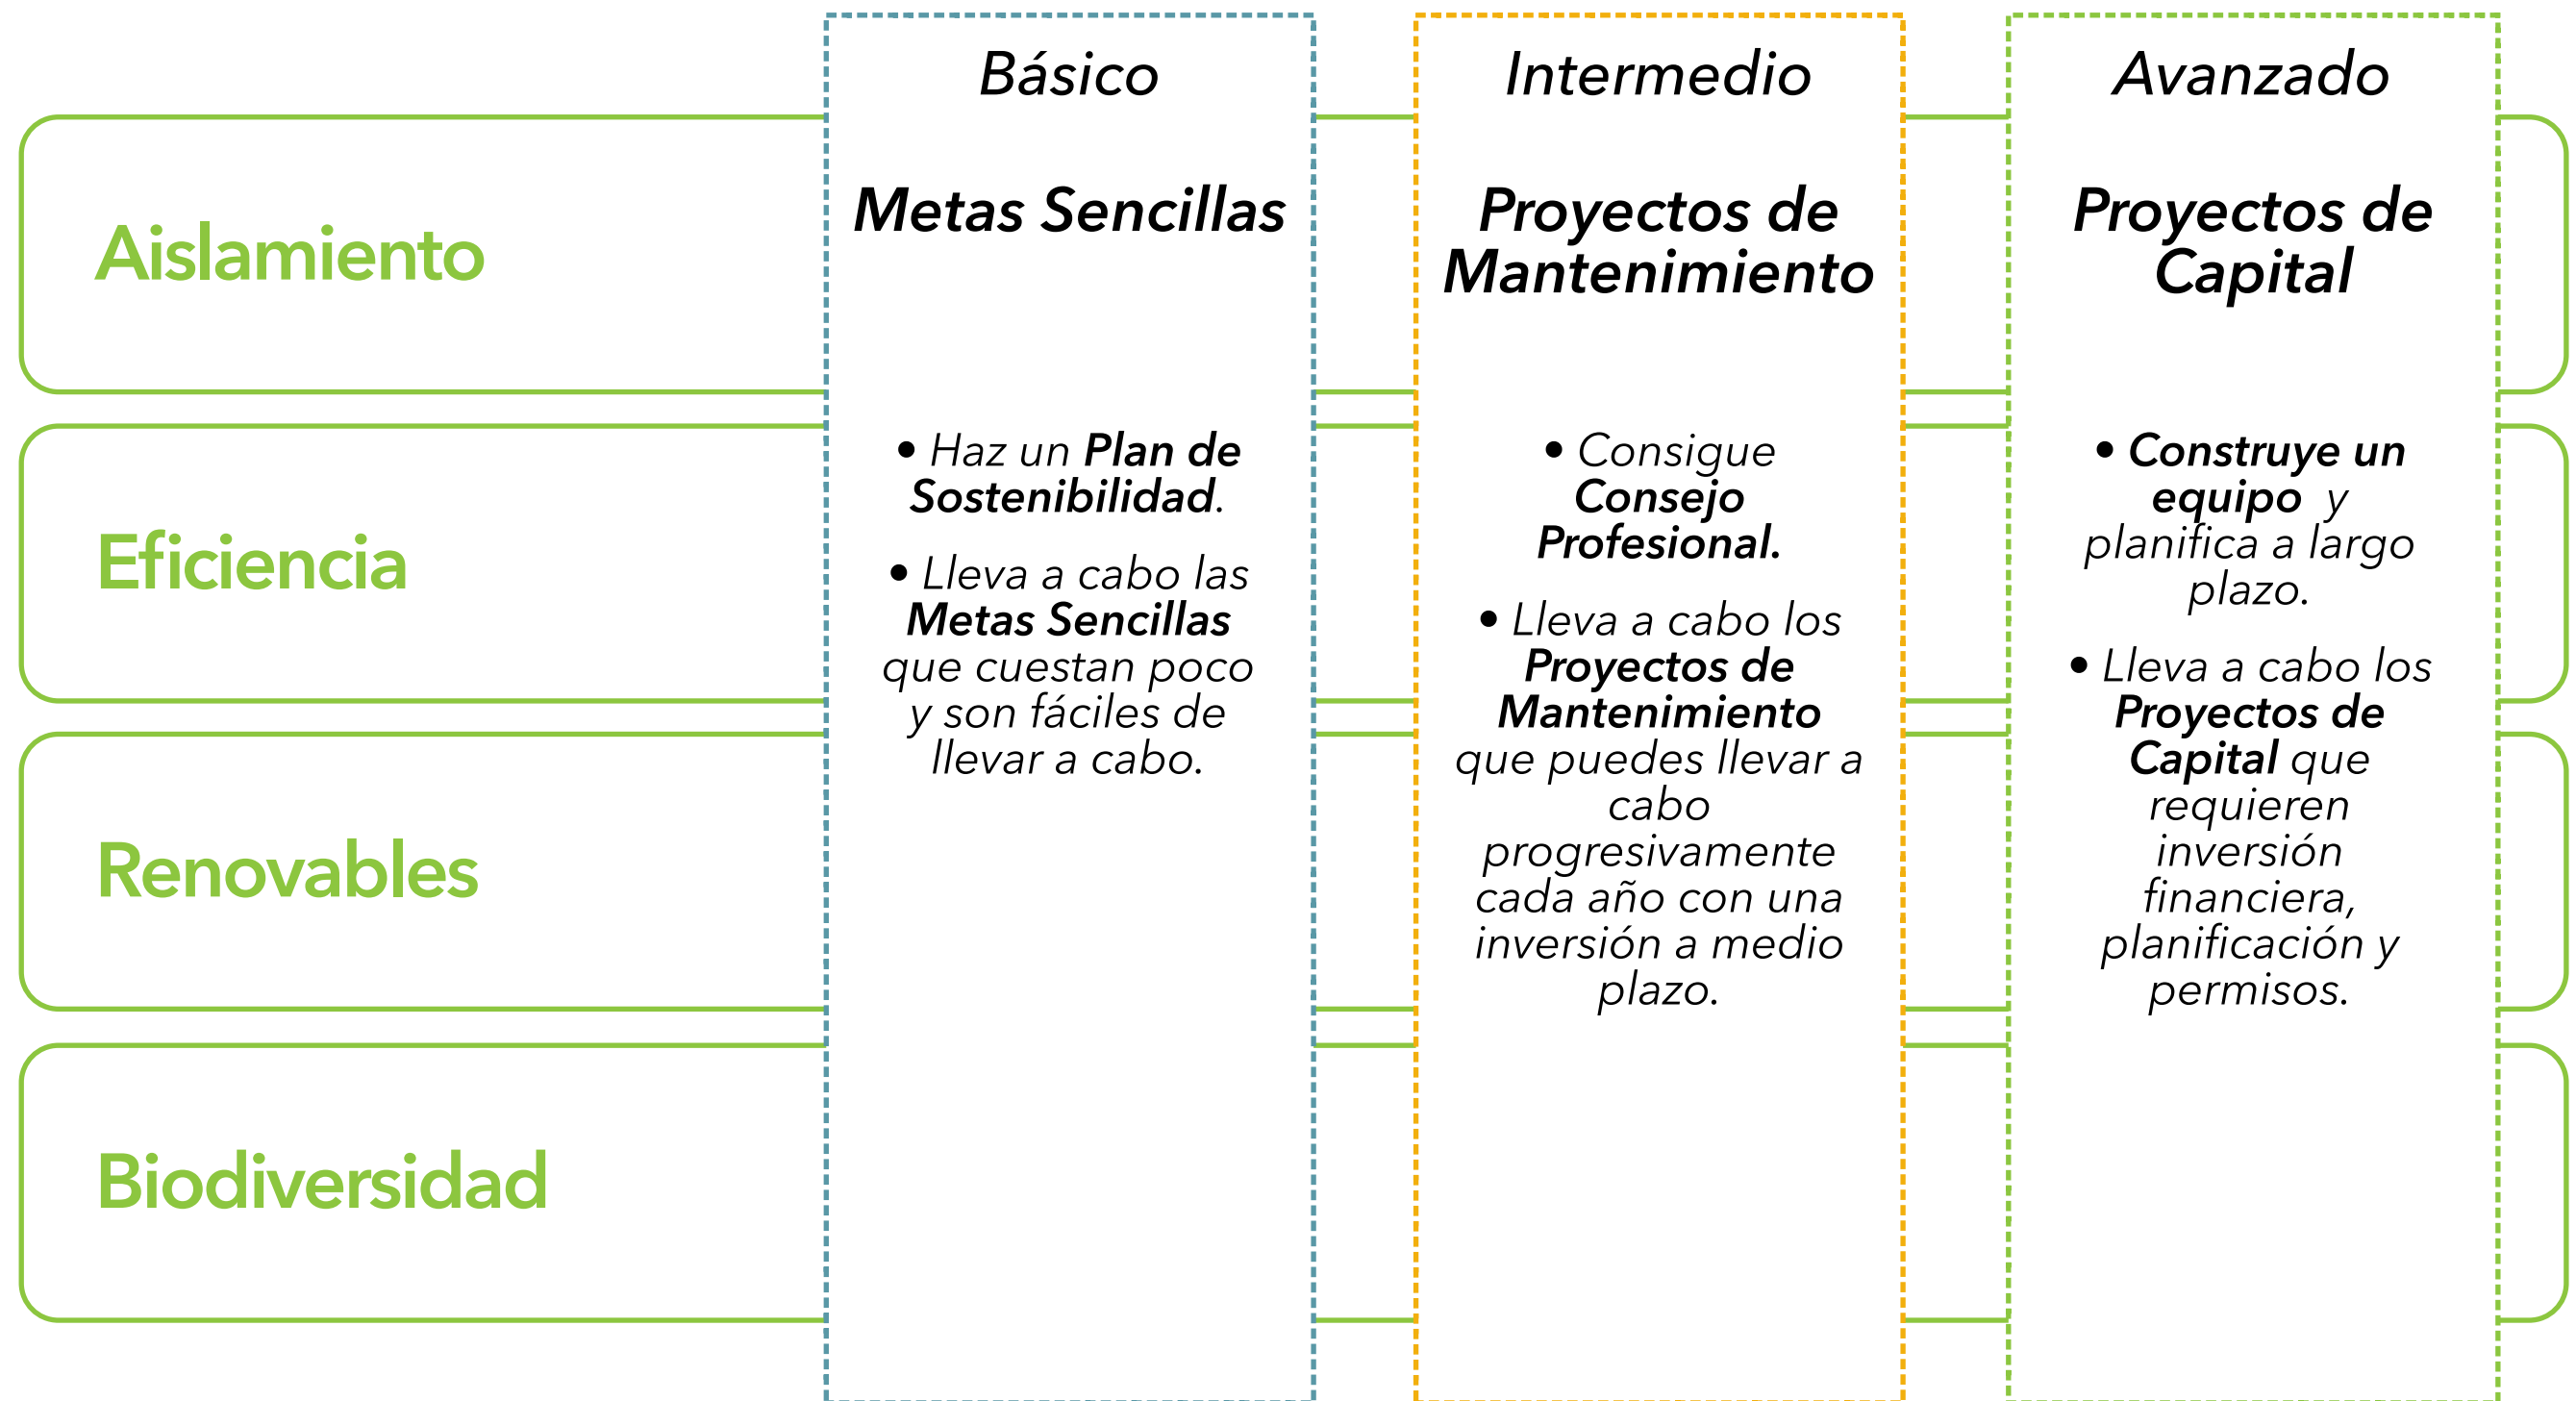 Básico
Metas Sencillas
• Haz un Plan de
Sostenibilidad.
• Lleva a cabo las
Metas Sencillas
que cuestan poco
y son fáciles de
llevar a cabo.
Intermedio
Proyectos de
Mantenimiento
• Consigue
Consejo
Profesional.
• Lleva a cabo los
Proyectos de
Mantenimiento
que puedes llevar a
cabo
progresivamente
cada año con una
inversión a medio
plazo.
Avanzado
Proyectos de
Capital
• Construye un
equipo y
planifica a largo
plazo.
• Lleva a cabo los
Proyectos de
Capital que
requieren
inversión
financiera,
planificación y
permisos.
Aislamiento
Eficiencia
Renovables
Biodiversidad